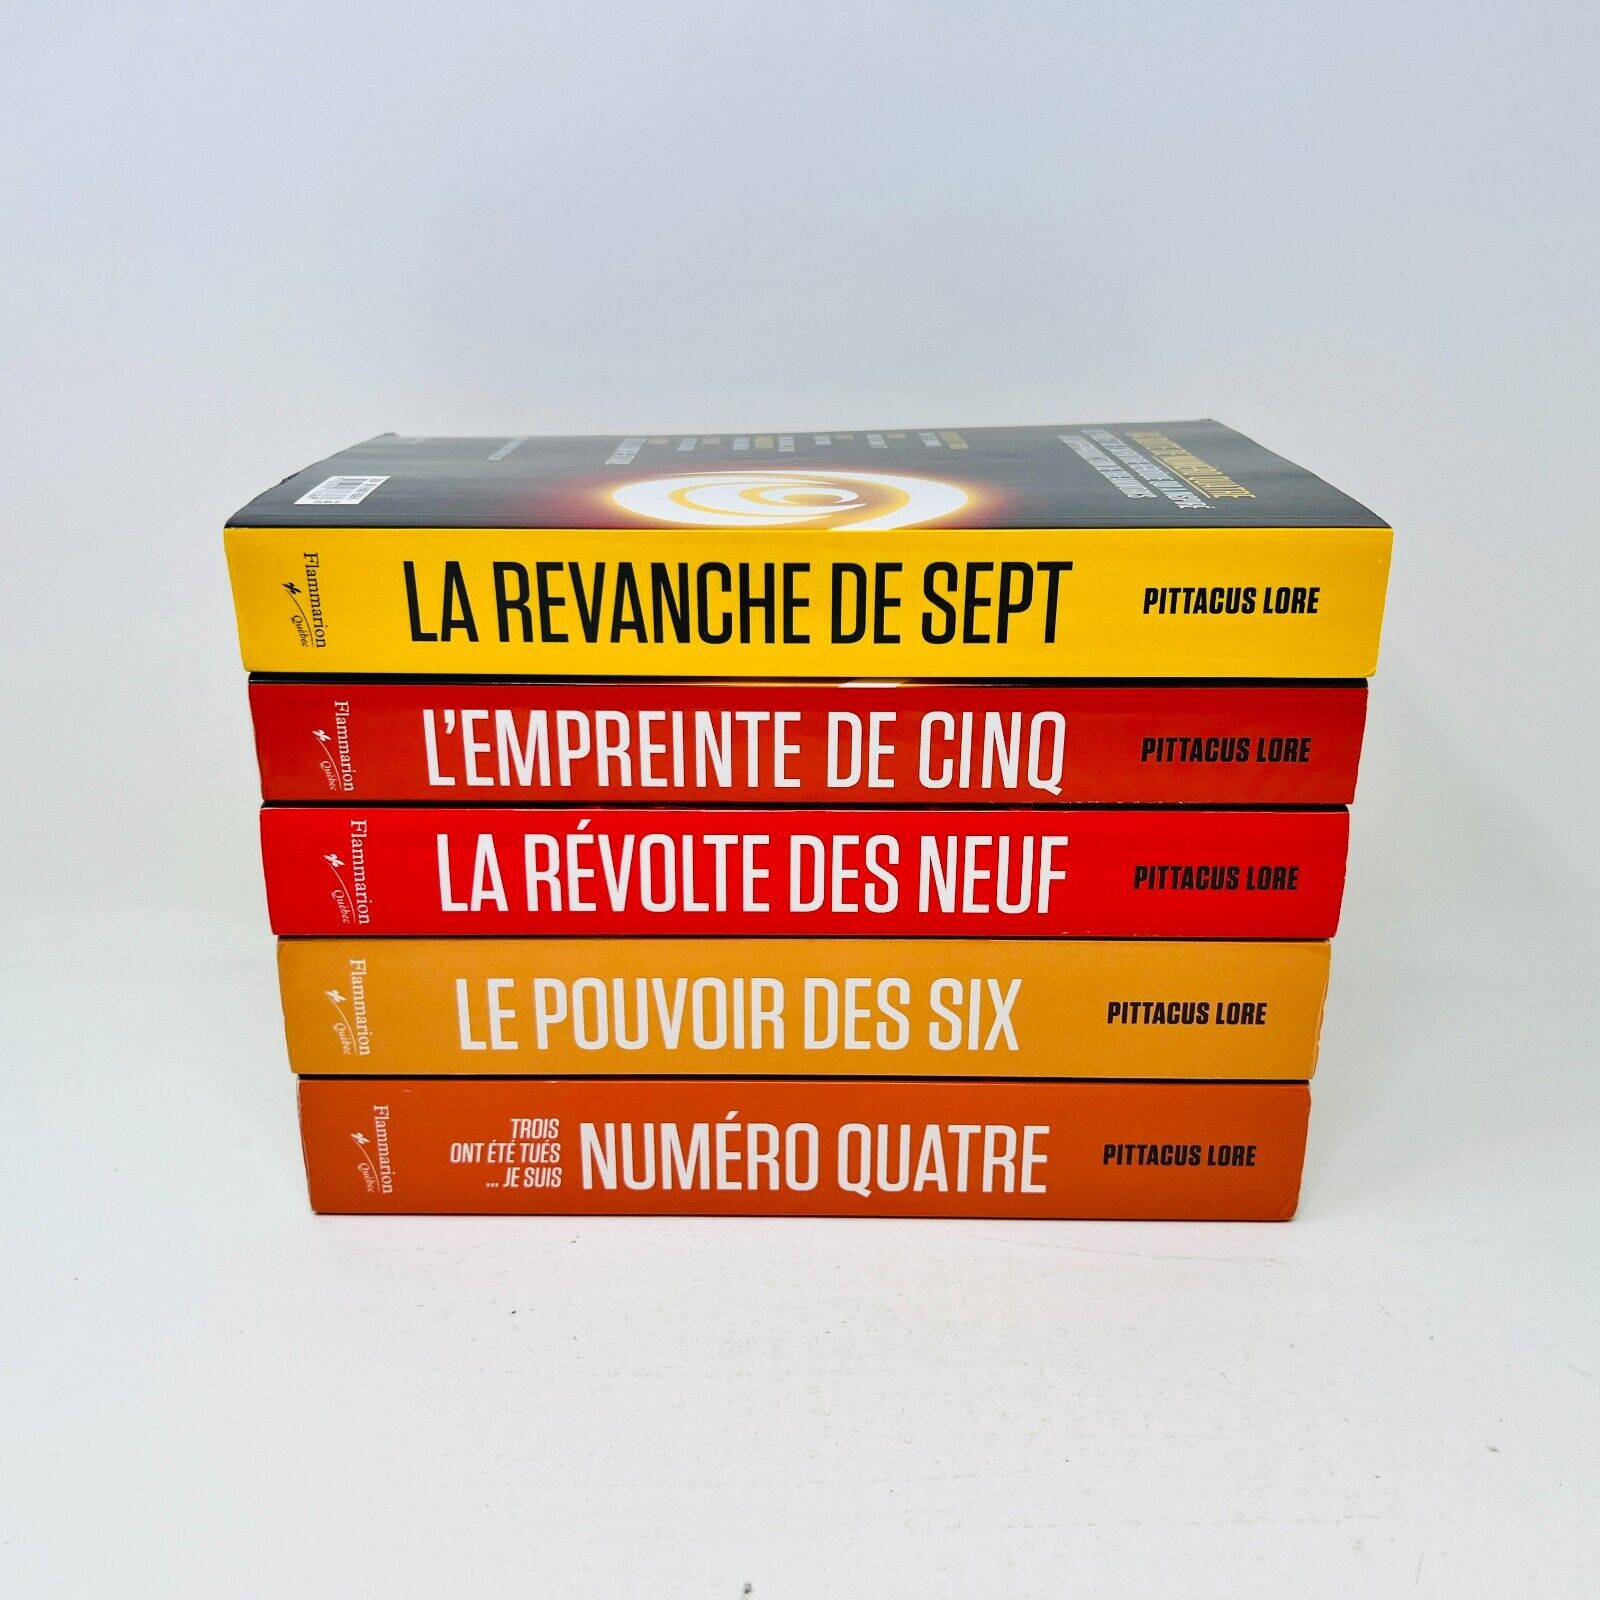 Flammarion
Québec
LA REVANCHE DE SEPT
PITTACUS LORE
Flammarion
Québec
L'EMPREINTE DE CINQ
PITTACUS LORE
Flammarion
Québec
LA RÉVOLTE DES NEUF
PITTACUS LORE
Flammarion
Québec
LE POUVOIR DES SIX
PITTACUS LORE
Flammarion
Québec
TROIS
ONT ÉTÉ TUÉS
... JE SUIS
NUMÉRO QUATRE
PITTACUS LORE